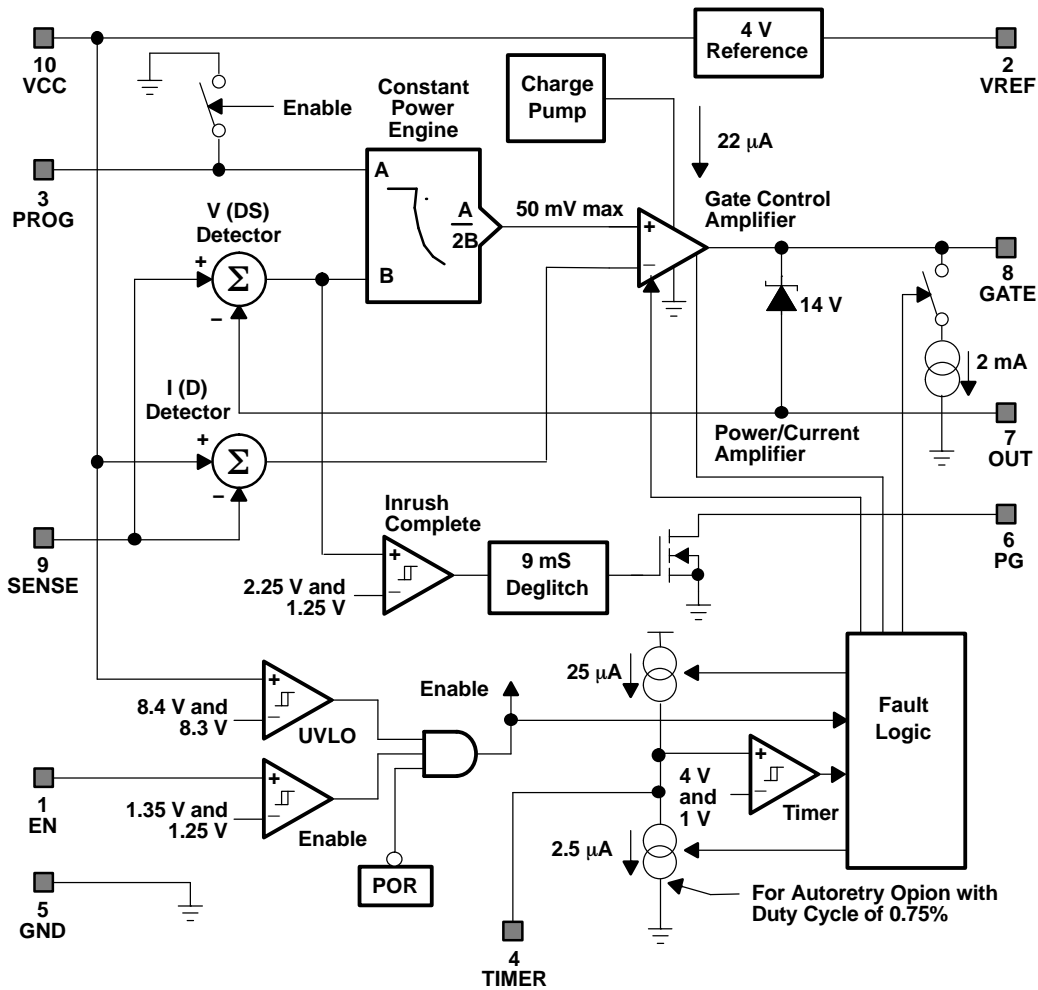 4 V
Reference
10
VCC
2
VREF
Charge
Pump
Constant
Power
Engine
Enable
22 μA
3
PROG
A
A
2B
B
50 mV max
Gate Control
Amplifier
V (DS)
Detector
+
Σ
−
+
−
8
GATE
14 V
2 mA
I (D)
Detector
+
Σ
−
Power/Current
Amplifier
7
OUT
Inrush
Complete
9
SENSE
+
−
2.25 V and
1.25 V
9 mS
Deglitch
6
PG
25 μA
Enable
+
−
8.4 V and
8.3 V
UVLO
Fault
Logic
1
EN
+
−
1.35 V and
1.25 V
Enable
+
−
4 V
and
1 V
Timer
2.5 μA
POR
5
GND
For Autoretry Opion with
Duty Cycle of 0.75%
4
TIMER